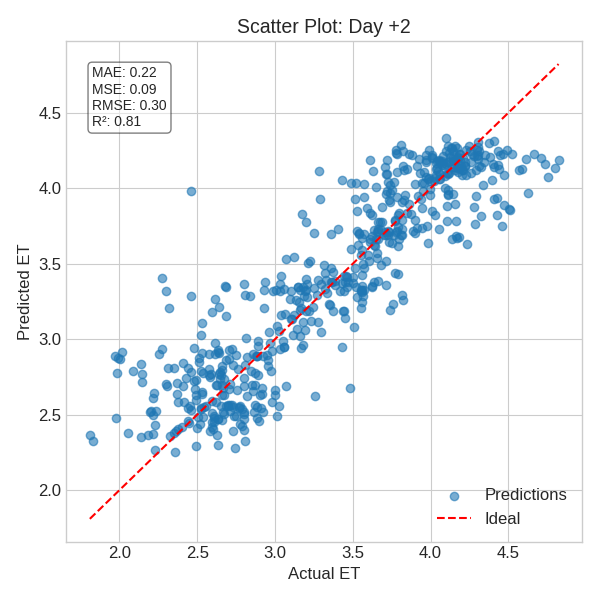 Scatter Plot: Day +2
MAE: 0.22
MSE: 0.09
RMSE: 0.30
R²: 0.81
4.5
4.0
3.5
3.0
2.5
2.0
Predicted ET
Predictions
Ideal
2.0 2.5 3.0 3.5 4.0 4.5
Actual ET